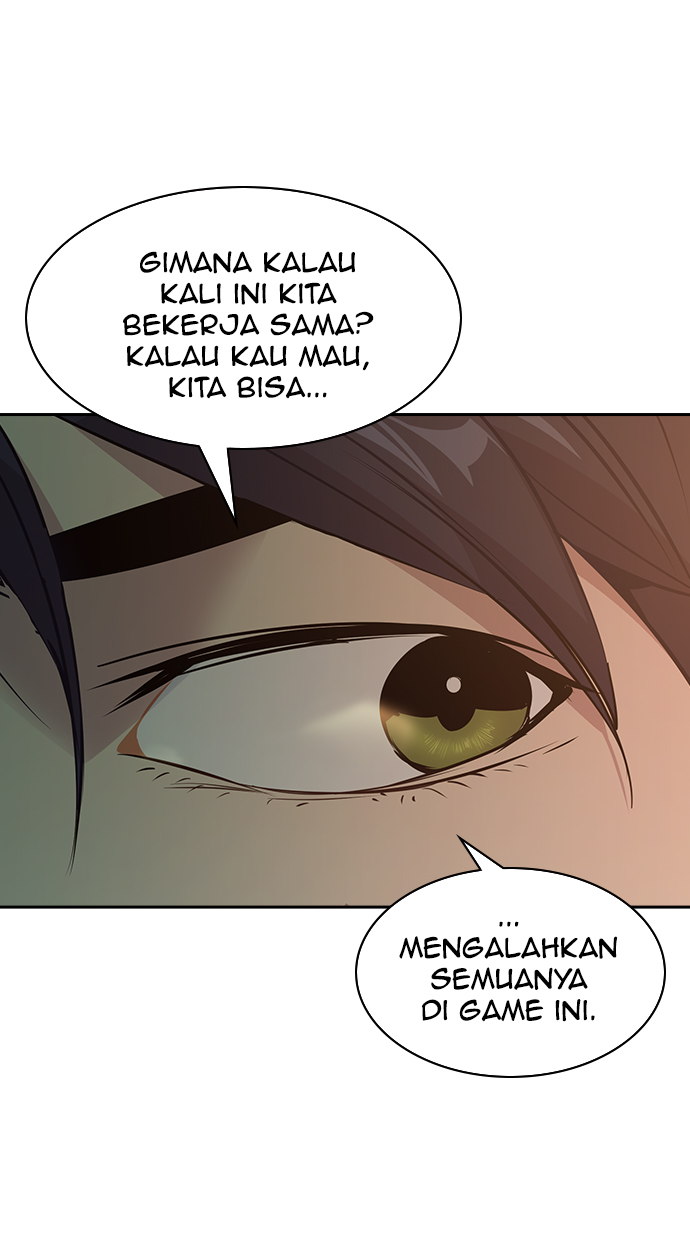 GIMANA KALAU
KALI INI KITA
BEKERJA SAMA?
KALAU KAU MAU,
KITA BISA...
...
MENGALAHKAN
SEMUANYA
DI GAME INI.